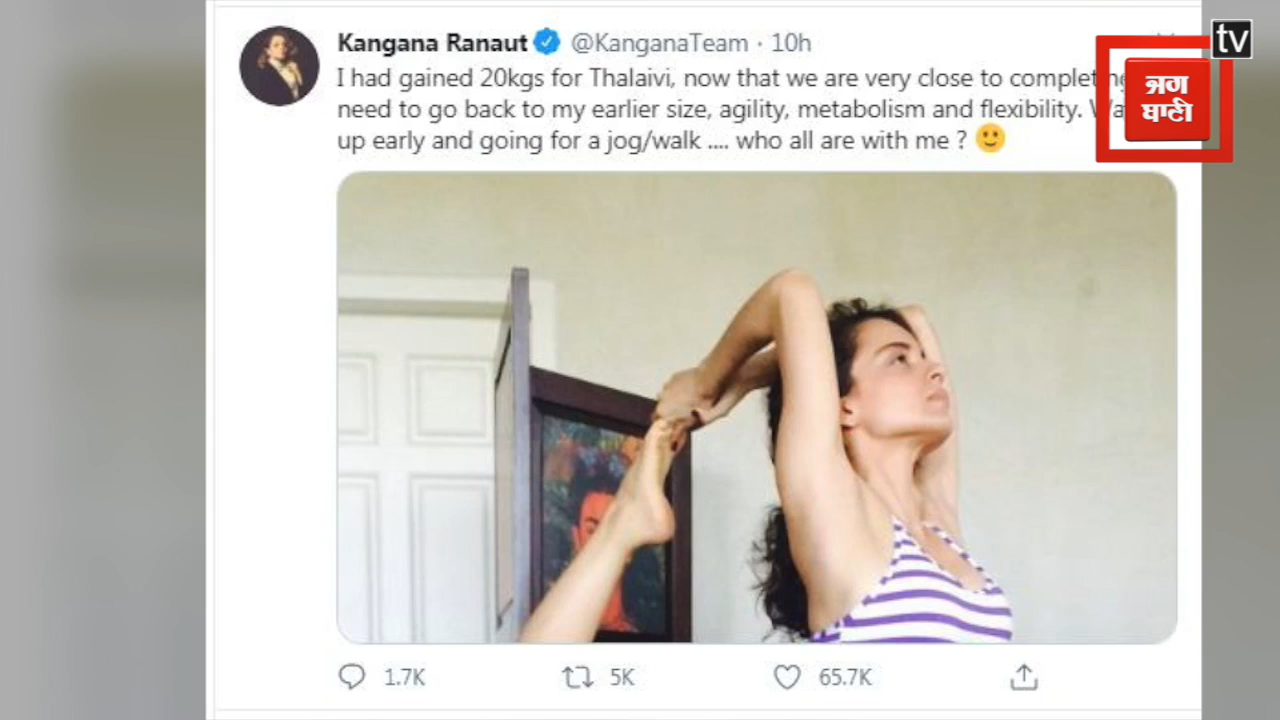 tv
ਜਗ
ਬਾਣੀ
Kangana Ranaut @KanganaTeam · 10h
I had gained 20kgs for Thalaivi, now that we are very close to complet
need to go back to my earlier size, agility, metabolism and flexibility.
up early and going for a jog/walk .... who all are with me ? 🙂
1.7K 5K 65.7K